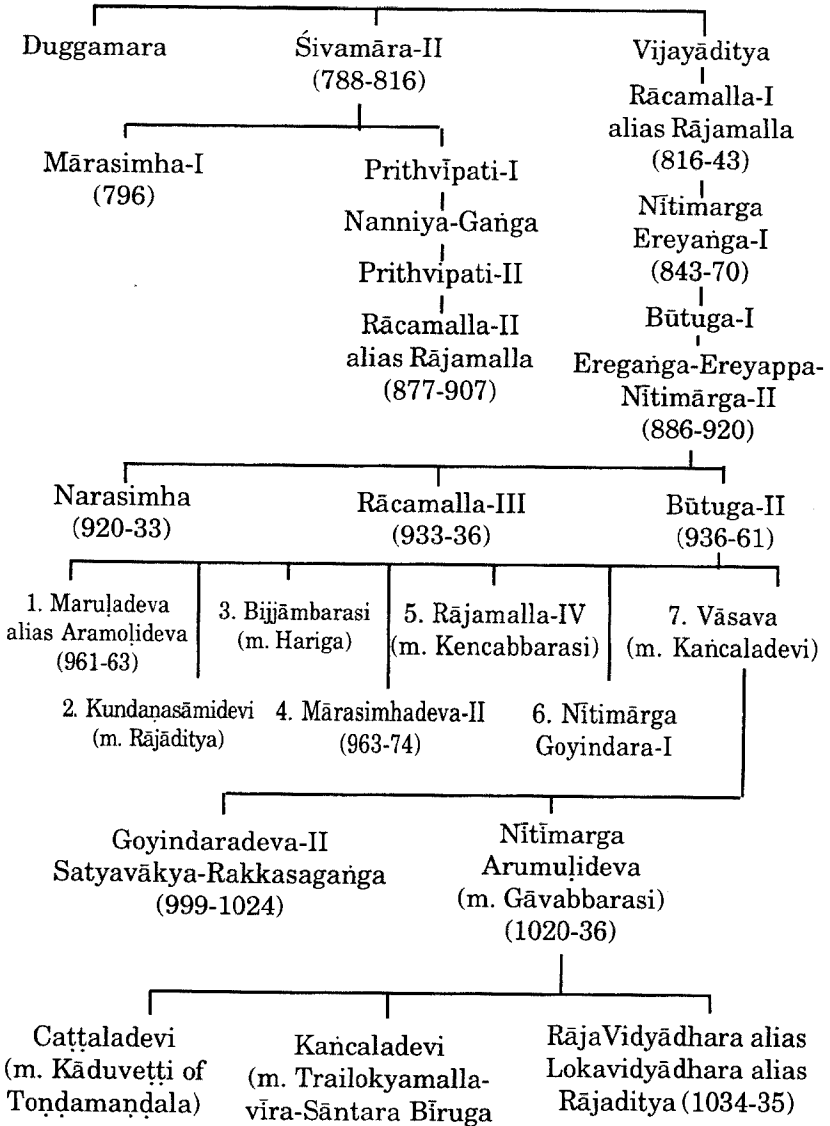 Duggamara
Śivamāra-II
(788-816)
Vijayāditya
Rācamalla-I
alias Rājamalla
(816-43)
Mārasimha-I
(796)
Prithvīpati-I
Nanniya-Gaṅga
Prithvipati-II
Rācamalla-II
alias Rājamalla
(877-907)
Nītimarga
Ereyaṅga-I
(843-70)
Būtuga-I
Eregaṅga-Ereyappa-
Nītimārga-II
(886-920)
Narasimha
(920-33)
Rācamalla-III
(933-36)
Būtuga-II
(936-61)
1. Maruḷadeva
alias Aramoḷideva
(961-63)
2. Kundaṇasāmidevi
(m. Rājāditya)
3. Bijjāmbarasi
(m. Hariga)
4. Mārasimhadeva-II
(963-74)
5. Rājamalla-IV
(m. Kencabbarasi)
6. Nītimārga
Goyindara-I
7. Vāsava
(m. Kaṅcaladevi)
Goyindaradeva-II
Satyavākya-Rakkasagaṅga
(999-1024)
Nītīmarga
Arumuḷideva
(m. Gāvabbarasi)
(1020-36)
Caṭṭaladevi
(m. Kāduveṭṭi of
Toṇḍamaṇḍala)
Kaṅcaladevi
(m. Trailokyamalla-
vīra-Sāntara Bīruga
RājaVidyādhara alias
Lokavidyādhara alias
Rājaditya (1034-35)